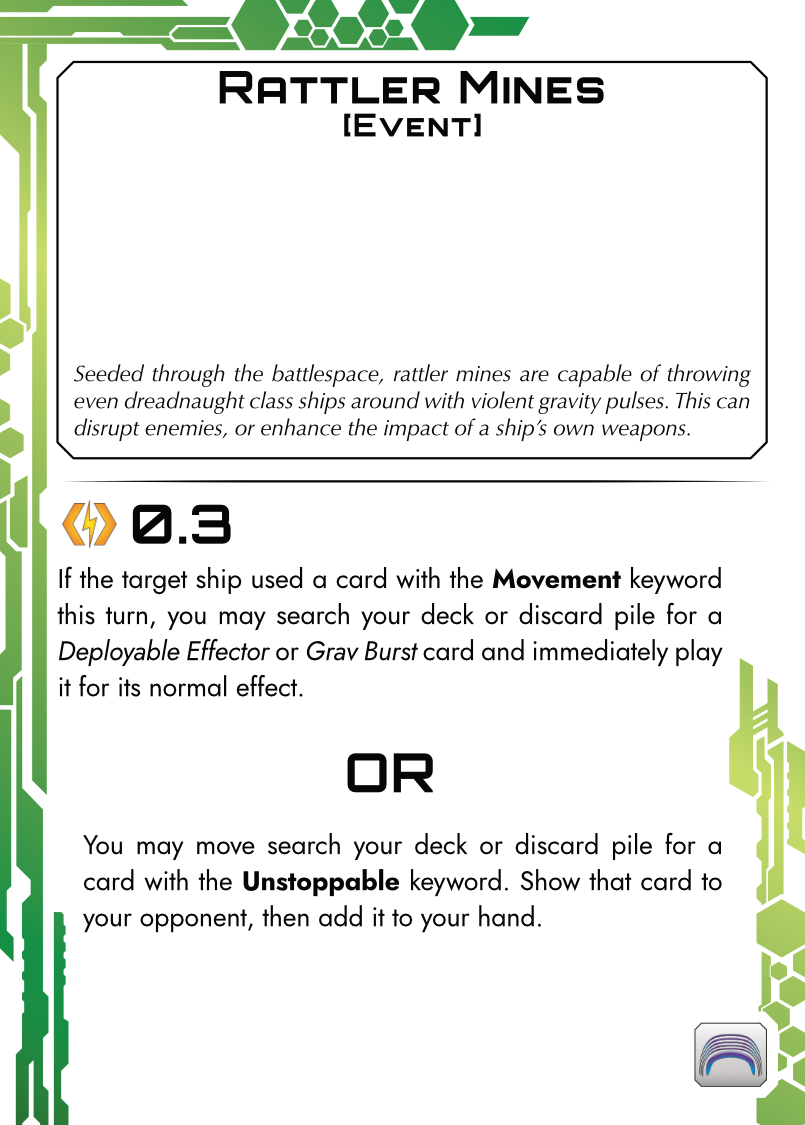 Rattler Mines
[Event]
Seeded through the battlespace, rattler mines are capable of throwing
even dreadnaught class ships around with violent gravity pulses. This can
disrupt enemies, or enhance the impact of a ship's own weapons.
0.3
If the target ship used a card with the Movement keyword
this turn, you may search your deck or discard pile for a
Deployable Effector or Grav Burst card and immediately play
it for its normal effect.
OR
You may move search your deck or discard pile for a
card with the Unstoppable keyword. Show that card to
your opponent, then add it to your hand.